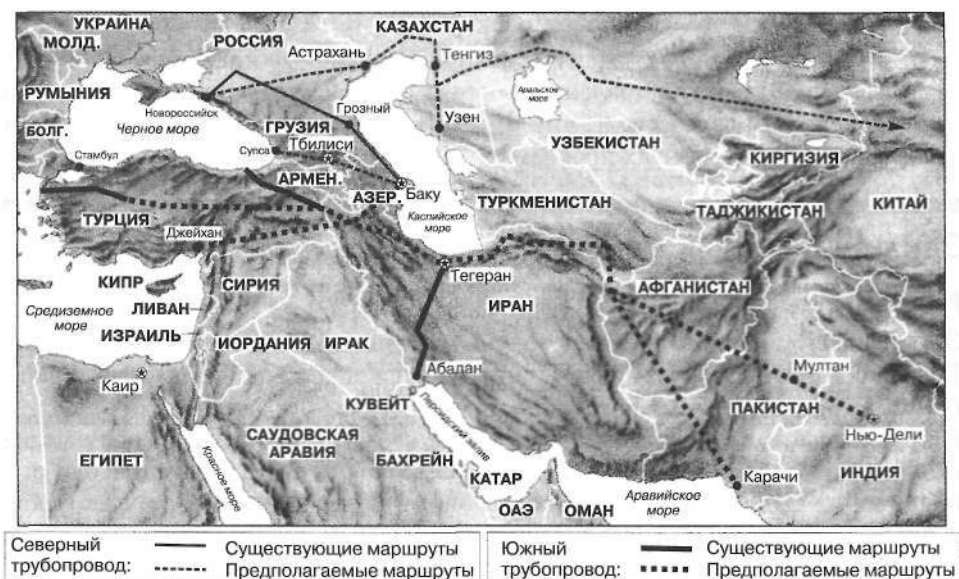 УКРАИНА
МОЛД.
РОССИЯ
КАЗАХСТАН
Астрахань
Тенгиз
РУМЫНИЯ
Аральское
море
Новороссийск
Грозный
Узен
БОЛГ.
Черное море
ГРУЗИЯ
Тбилиси
УЗБЕКИСТАН
Стамбул
Супса
КИРГИЗИЯ
АРМЕН.
АЗЕР.
Баку
ТУРКМЕНИСТАН
ТАДЖИКИСТАН
КИТАЙ
ТУРЦИЯ
Каспийское
море
Джейхан
Тегеран
КИПР
СИРИЯ
АФГАНИСТАН
Средиземное
море
ЛИВАН
ИРАН
ИЗРАИЛЬ
ИОРДАНИЯ
ИРАК
Абадан
Мултан
Каир
КУВЕЙТ
Персидский залив
ПАКИСТАН
Нью-Дели
САУДОВСКАЯ
АРАВИЯ
ЕГИПЕТ
Красное море
БАХРЕЙН
КАТАР
Карачи
ИНДИЯ
ОАЭ
ОМАН
Аравийское
море
Северный
трубопровод:
Существующие маршруты
Предполагаемые маршруты
Южный
трубопровод:
Существующие маршруты
Предполагаемые маршруты